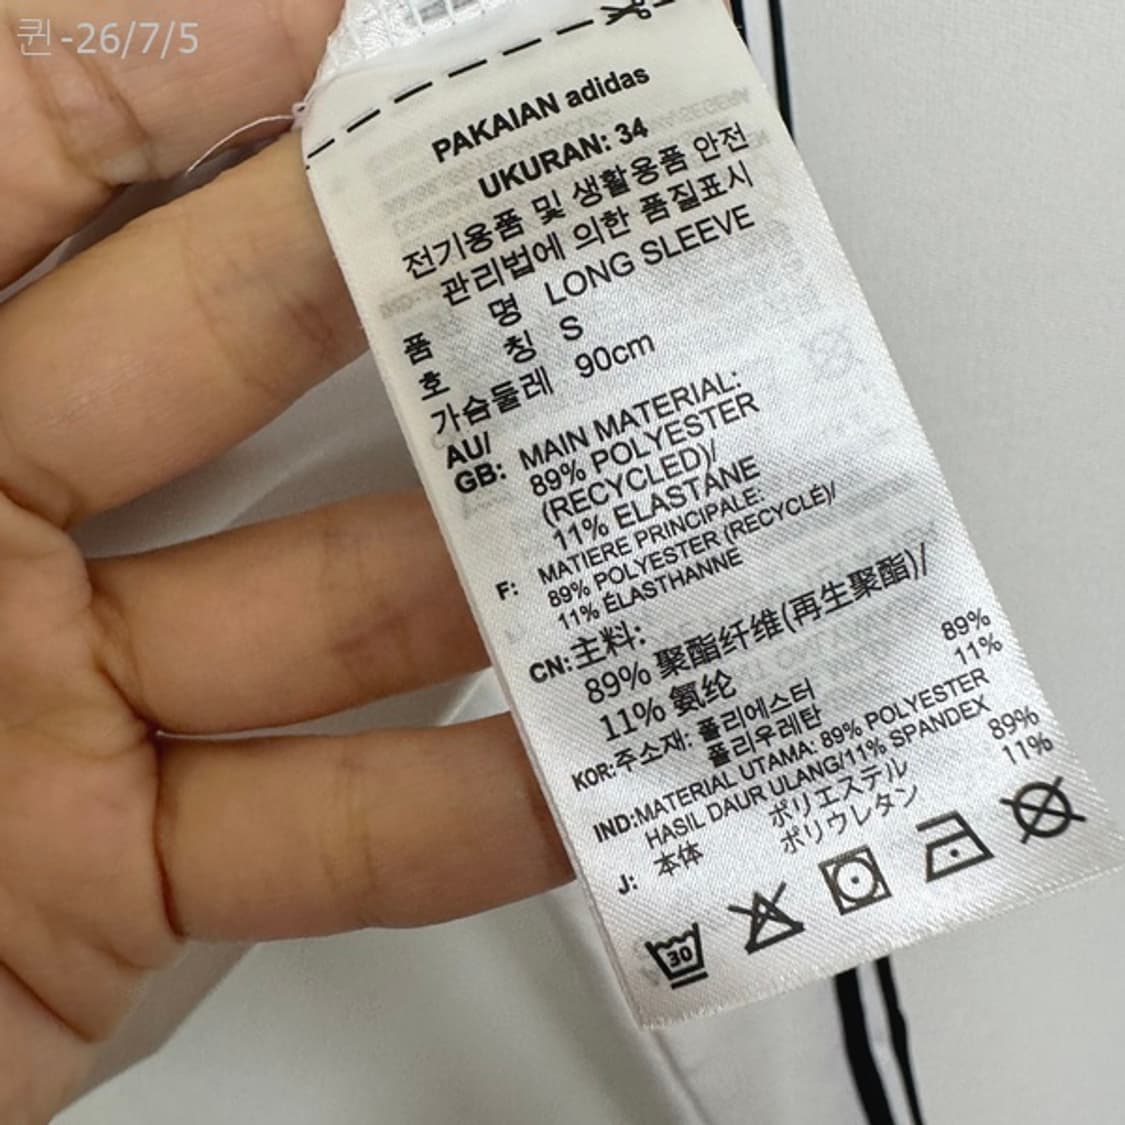 퀸-26/7/5
PAKAIAN adidas
UKURAN: 34
전기용품 및 생활용품 안전
관리법에 의한 품질표시
품 명 LONG SLEEVE
호 칭 S
가슴둘레 90cm
AU/
GB: MAIN MATERIAL:
89% POLYESTER
(RECYCLED)/
11% ELASTANE
F: MATIERE PRINCIPALE:
89% POLYESTER (RECYCLÉ)/
11% ÉLASTHANNE
CN: 主料:
89% 聚酯纤维(再生聚酯)/
11% 氨纶
KOR: 주소재: 폴리에스터 89%
폴리우레탄 11%
IND: MATERIAL UTAMA: 89% POLYESTER
HASIL DAUR ULANG/11% SPANDEX
J: 本体 ポリエステル 89%
ポリウレタン 11%
30